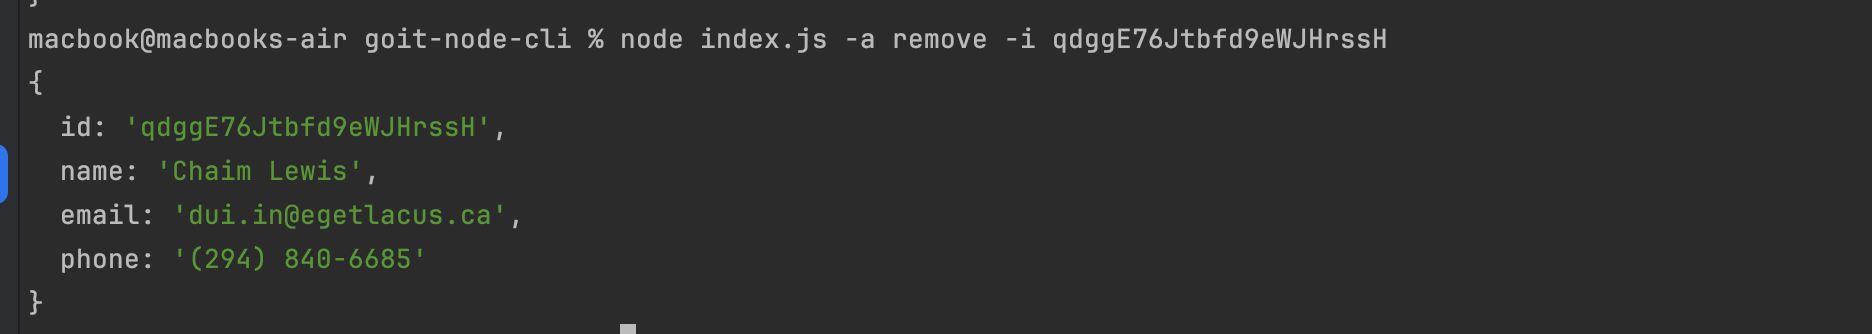 }
macbook@macbooks-air goit-node-cli % node index.js -a remove -i qdggE76Jtbfd9eWJHrssH
{
  id: 'qdggE76Jtbfd9eWJHrssH',
  name: 'Chaim Lewis',
  email: 'dui.in@egetlacus.ca',
  phone: '(294) 840-6685'
}